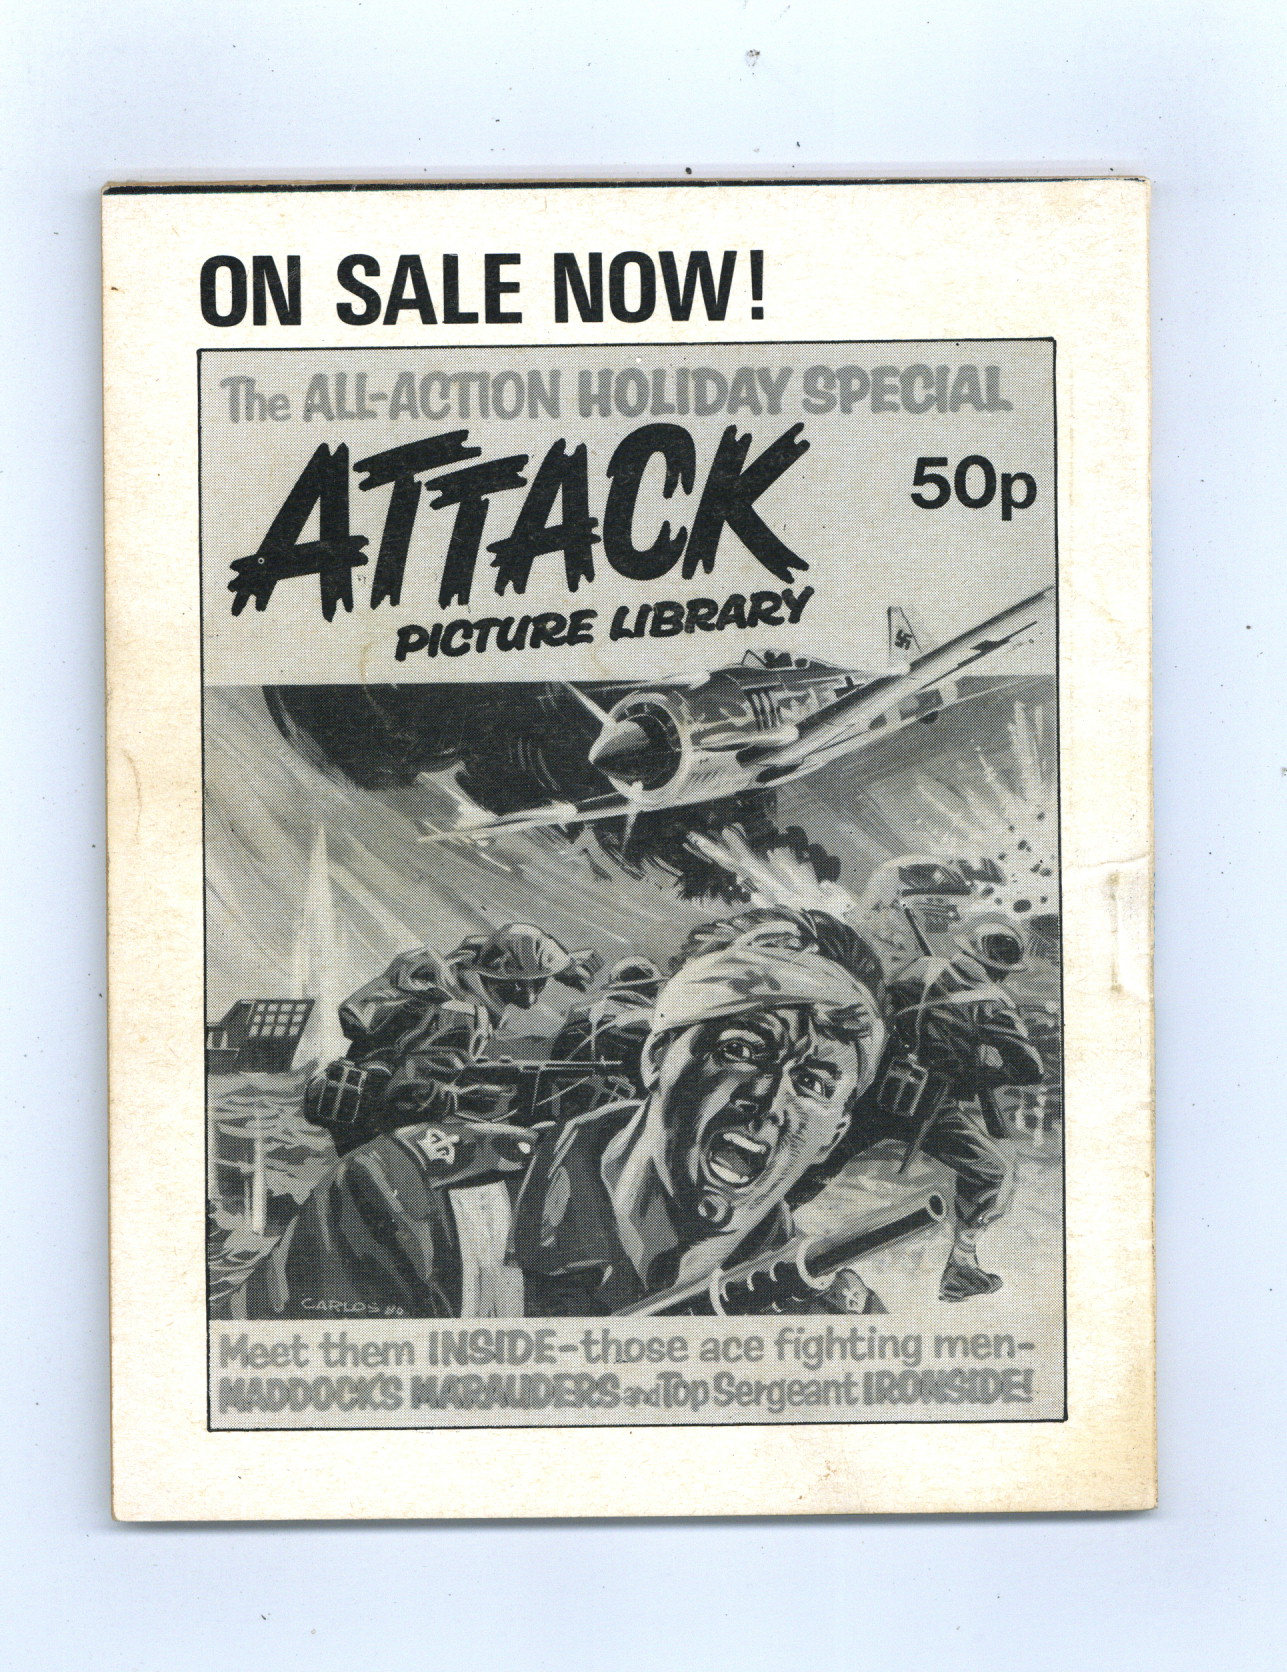 ON SALE NOW!
The ALL-ACTION HOLIDAY SPECIAL
ATTACK
50p
PICTURE LIBRARY
CARLOS 80
Meet them INSIDE-those ace fighting men-
MADDOCK'S MARAUDERS and Top Sergeant IRONSIDE!